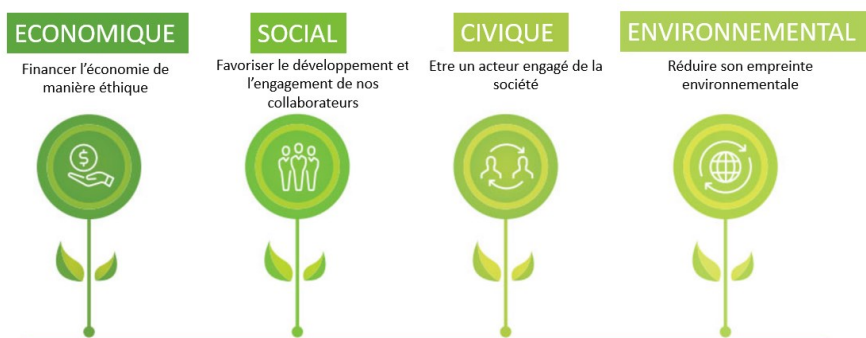 ECONOMIQUE
Financer l'économie de
manière éthique
SOCIAL
Favoriser le développement et
l'engagement de nos
collaborateurs
CIVIQUE
Etre un acteur engagé de la
société
ENVIRONNEMENTAL
Réduire son empreinte
environnementale
$